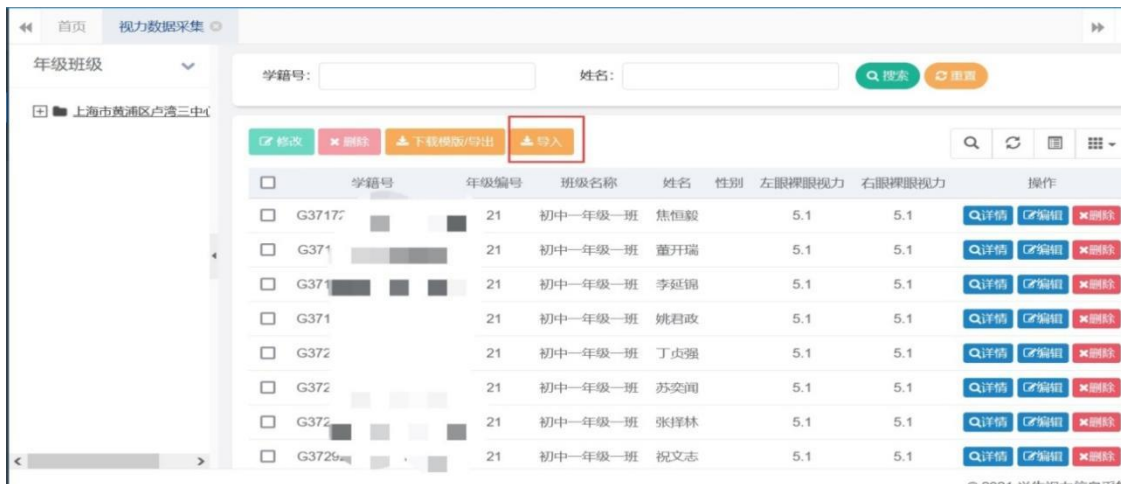 首页 视力数据采集
年级班级
上海市黄浦区卢湾三中心
学籍号: 姓名: 搜索 重置
修改 删除 下载模版/导出 导入
学籍号 年级编号 班级名称 姓名 性别 左眼裸眼视力 右眼裸眼视力 操作
G3717 21 初中一年级一班 焦恒毅 5.1 5.1 详情 编辑 删除
G371 21 初中一年级一班 董开瑞 5.1 5.1 详情 编辑 删除
G371 21 初中一年级一班 李延锦 5.1 5.1 详情 编辑 删除
G371 21 初中一年级一班 姚君政 5.1 5.1 详情 编辑 删除
G372 21 初中一年级一班 丁贞强 5.1 5.1 详情 编辑 删除
G372 21 初中一年级一班 苏奕闻 5.1 5.1 详情 编辑 删除
G372 21 初中一年级一班 张择林 5.1 5.1 详情 编辑 删除
G3729 21 初中一年级一班 祝文志 5.1 5.1 详情 编辑 删除